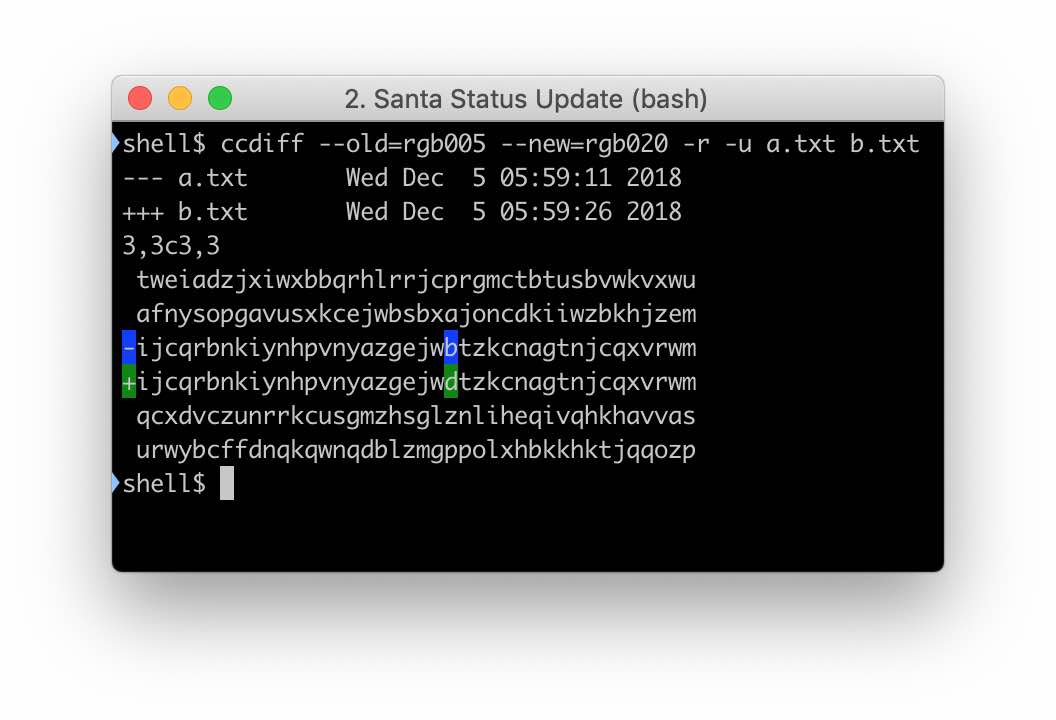 2. Santa Status Update (bash)
shell$ ccdiff --old=rgb005 --new=rgb020 -r -u a.txt b.txt
--- a.txt       Wed Dec  5 05:59:11 2018
+++ b.txt       Wed Dec  5 05:59:26 2018
3,3c3,3
 tweiadzjxiwxbbqrhlrrjcprgmctbtusbvwkvxwu
 afnysopgavusxkcejwbsbxajoncdkiiwzbkhjzem
-ijcqrbnkiynhpvnyazgejwbtzkcnagtnjcqxvrwm
+ijcqrbnkiynhpvnyazgejwdtzkcnagtnjcqxvrwm
 qcxdvczunrrkcusgmzhsglznliheqivqhkhavvas
 urwybcffdnqkqwnqdblzmgppolxhbkkhktjqqozp
shell$